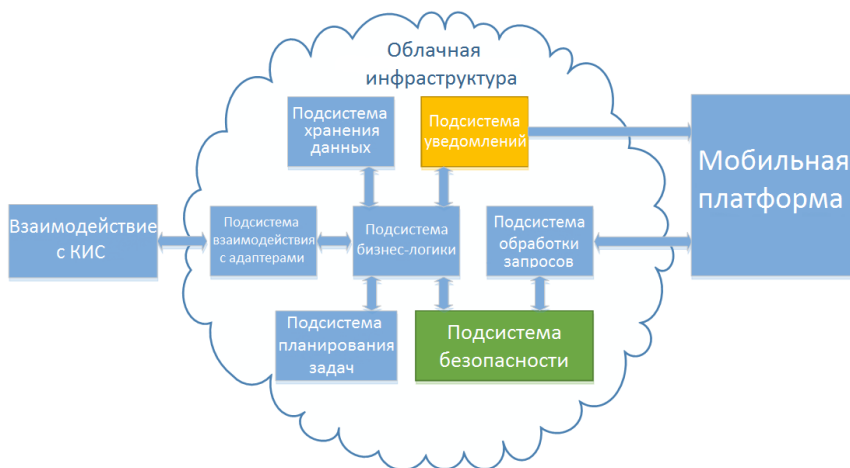 Облачная
инфраструктура
Подсистема
хранения
данных
Подсистема
уведомлений
Мобильная
платформа
Взаимодействие
с КИС
Подсистема
взаимодействия
с адаптерами
Подсистема
бизнес-логики
Подсистема
обработки
запросов
Подсистема
планирования
задач
Подсистема
безопасности